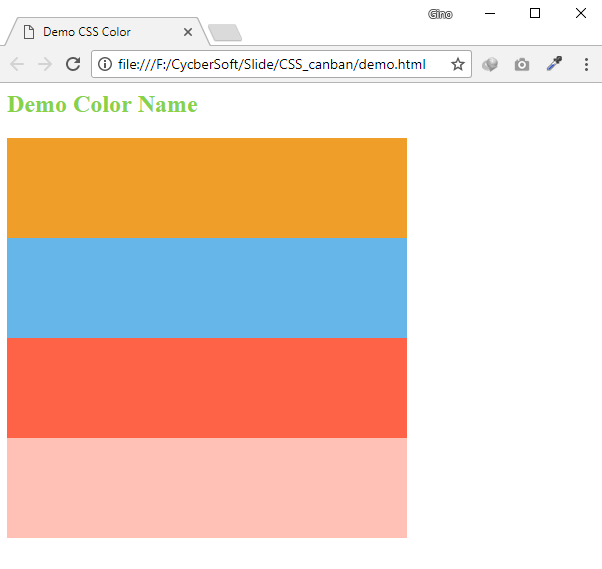 Gino
Demo CSS Color
file:///F:/CycberSoft/Slide/CSS_canban/demo.html
Demo Color Name